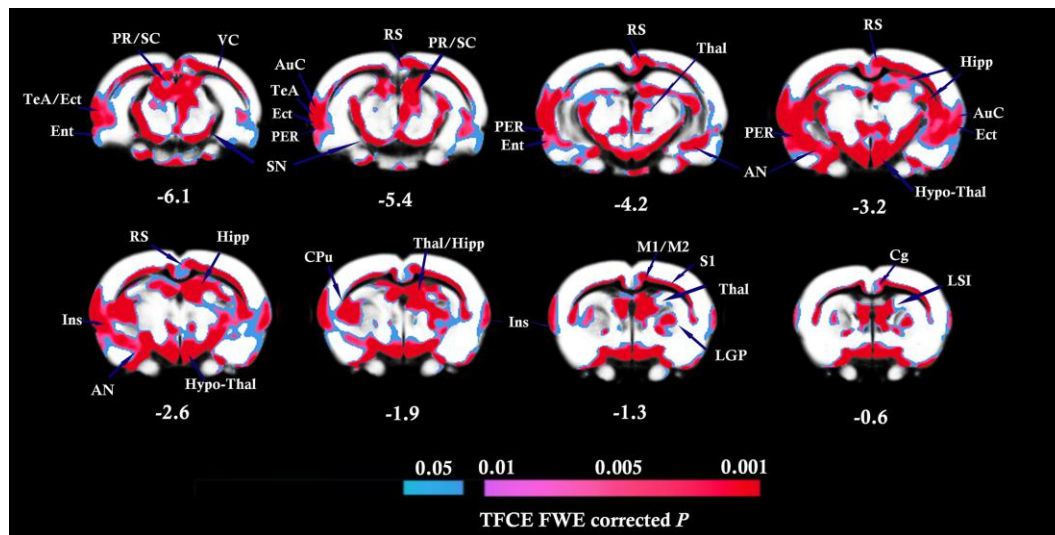 PR/SC
VC
TeA/Ect
Ent
-6.1
RS
PR/SC
AuC
TeA
Ect
PER
SN
-5.4
RS
Thal
PER
Ent
-4.2
RS
Hipp
AuC
Ect
PER
AN
Hypo-Thal
-3.2
RS
Hipp
Ins
AN
Hypo-Thal
-2.6
CPu
Thal/Hipp
Ins
-1.9
M1/M2
S1
Thal
LGP
-1.3
Cg
LSI
-0.6
0.05 0.01 0.005 0.001
TFCE FWE corrected P